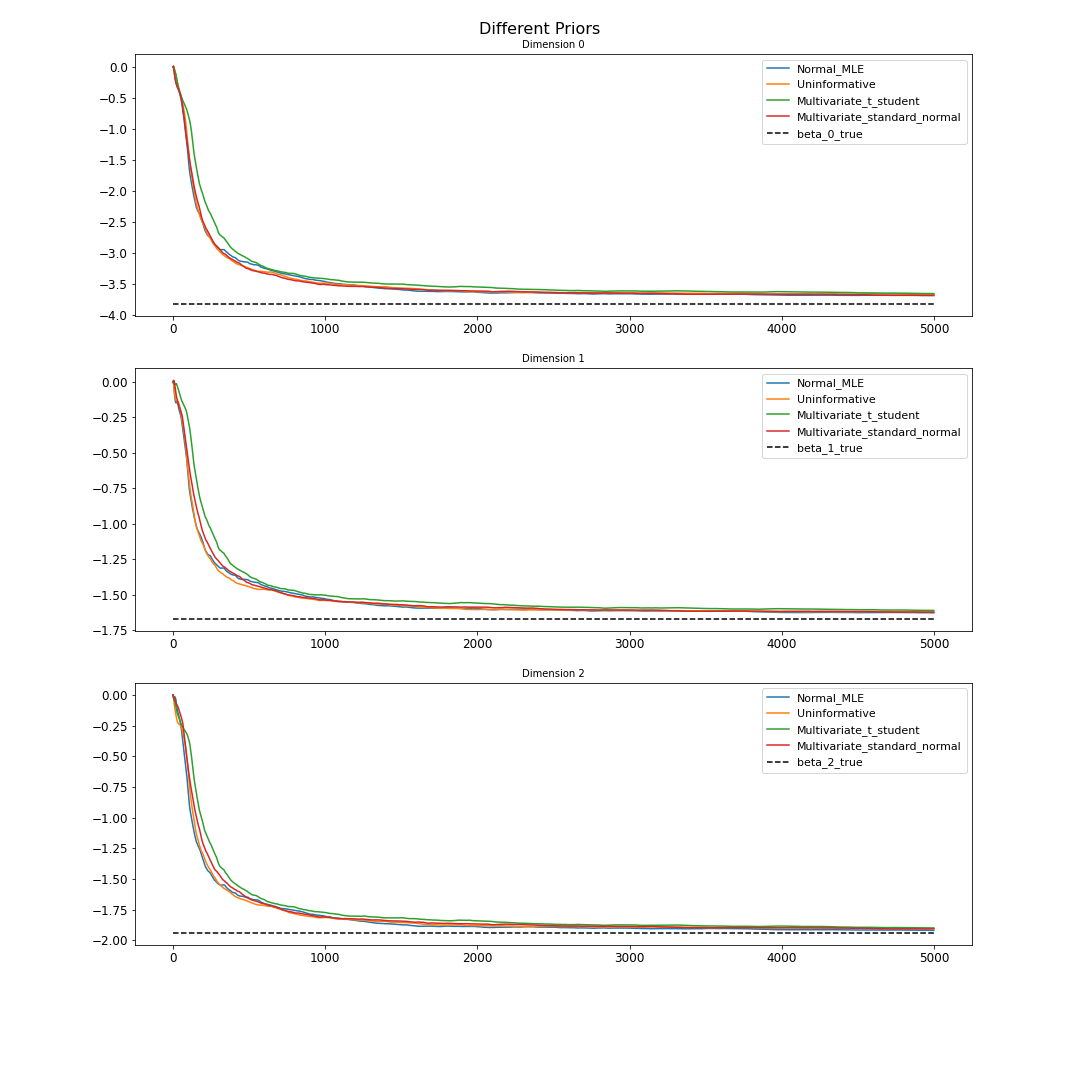 Different Priors
Dimension 0
0.0
−0.5
−1.0
−1.5
−2.0
−2.5
−3.0
−3.5
−4.0
Normal_MLE
Uninformative
Multivariate_t_student
Multivariate_standard_normal
beta_0_true
0 1000 2000 3000 4000 5000
Dimension 1
0.00
−0.25
−0.50
−0.75
−1.00
−1.25
−1.50
−1.75
Normal_MLE
Uninformative
Multivariate_t_student
Multivariate_standard_normal
beta_1_true
0 1000 2000 3000 4000 5000
Dimension 2
0.00
−0.25
−0.50
−0.75
−1.00
−1.25
−1.50
−1.75
−2.00
Normal_MLE
Uninformative
Multivariate_t_student
Multivariate_standard_normal
beta_2_true
0 1000 2000 3000 4000 5000